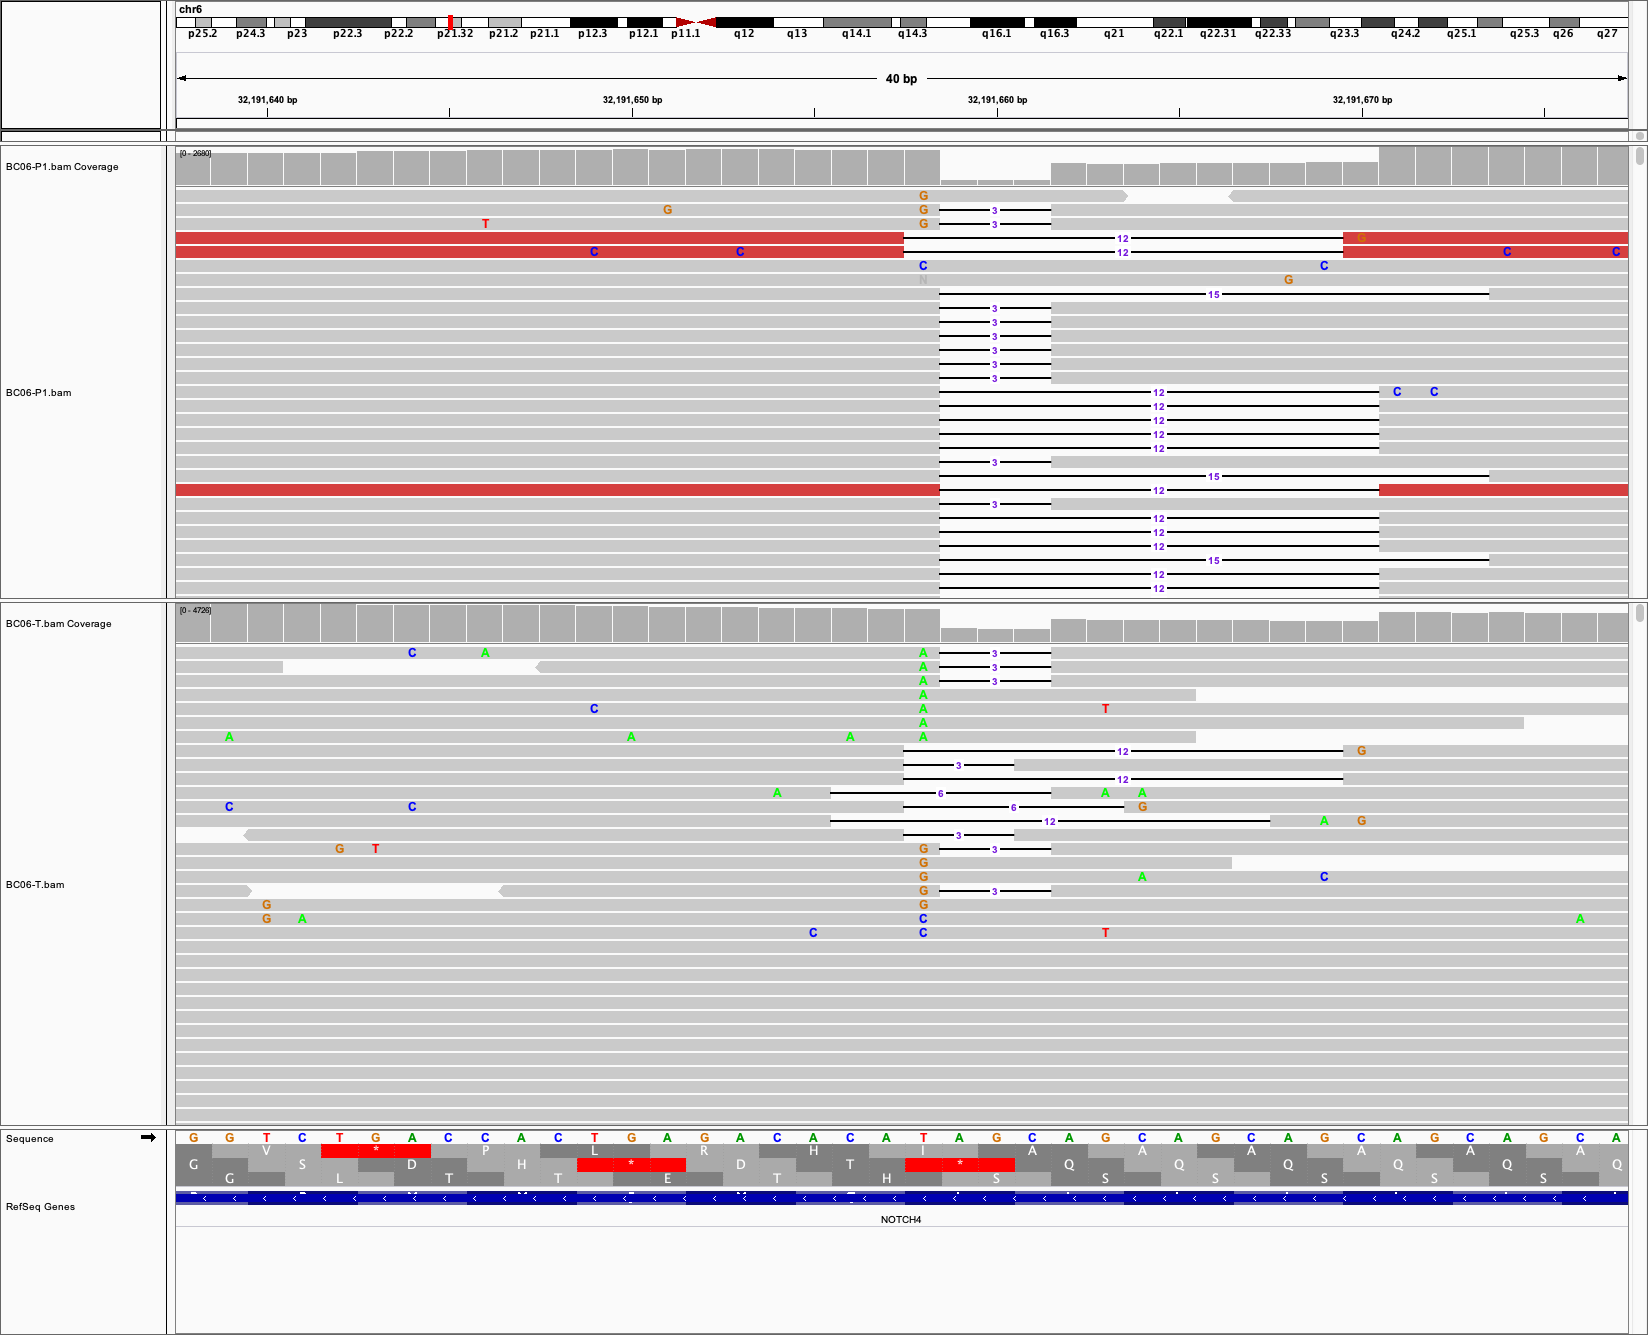 chr6
p25.2 p24.3 p23 p22.3 p22.2 p21.32 p21.2 p21.1 p12.3 p12.1 p11.1 q12 q13 q14.1 q14.3 q16.1 q16.3 q21 q22.1 q22.31 q22.33 q23.3 q24.2 q25.1 q25.3 q26 q27
40 bp
32,191,640 bp 32,191,650 bp 32,191,660 bp 32,191,670 bp
BC06-P1.bam Coverage
[0 - 2680]
G
G G 3
T G 3
12 G
C C 12 C C
C C
N G
15
3
3
3
3
3
3
BC06-P1.bam
12 C C
12
12
12
12
3
15
12
3
12
12
12
15
12
12
BC06-T.bam Coverage
[0 - 4726]
C A A 3
A 3
A 3
A
C A T
A
A A A A
12 G
3
12
A 6 A A
C C 6 G
12 A G
3
G T G 3
G
G A C
BC06-T.bam
G 3
G G
G A C A
C C T
Sequence
G G T C T G A C C A C T G A G A C A C A T A G C A G C A G C A G C A G C A G C A
V * P L R H I A A A A A A
G S D H * D T * Q Q Q Q Q Q
G L T T E T H S S S S S S
RefSeq Genes
NOTCH4